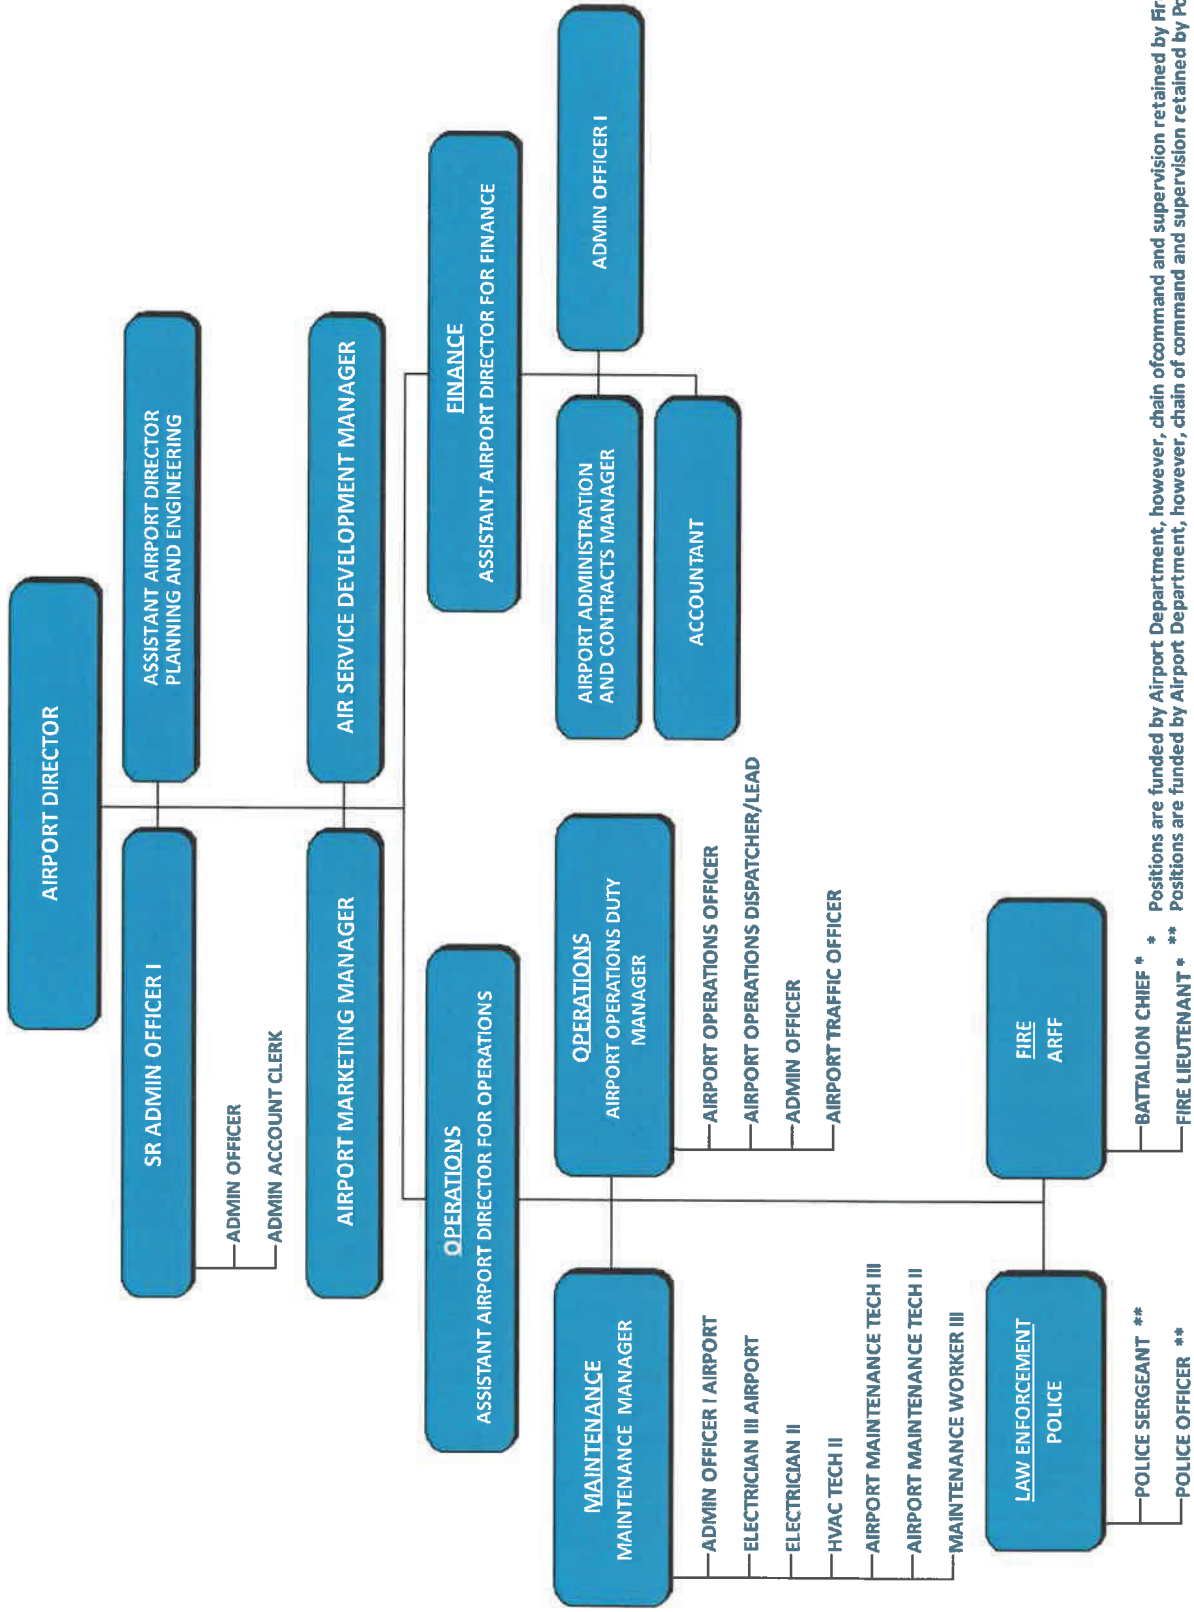 AIRPORT DIRECTOR
SR ADMIN OFFICER I
ADMIN OFFICER
ADMIN ACCOUNT CLERK
ASSISTANT AIRPORT DIRECTOR
PLANNING AND ENGINEERING
AIRPORT MARKETING MANAGER
AIR SERVICE DEVELOPMENT MANAGER
OPERATIONS
ASSISTANT AIRPORT DIRECTOR FOR OPERATIONS
FINANCE
ASSISTANT AIRPORT DIRECTOR FOR FINANCE
MAINTENANCE
MAINTENANCE MANAGER
ADMIN OFFICER I AIRPORT
ELECTRICIAN III AIRPORT
ELECTRICIAN II
HVAC TECH II
AIRPORT MAINTENANCE TECH III
AIRPORT MAINTENANCE TECH II
MAINTENANCE WORKER III
OPERATIONS
AIRPORT OPERATIONS DUTY
MANAGER
AIRPORT OPERATIONS OFFICER
AIRPORT OPERATIONS DISPATCHER/LEAD
ADMIN OFFICER
AIRPORT TRAFFIC OFFICER
AIRPORT ADMINISTRATION
AND CONTRACTS MANAGER
ADMIN OFFICER I
ACCOUNTANT
LAW ENFORCEMENT
POLICE
POLICE SERGEANT **
POLICE OFFICER **
FIRE
ARFF
BATTALION CHIEF *
FIRE LIEUTENANT *
* Positions are funded by Airport Department, however, chain ofcommand and supervision retained by
** Positions are funded by Airport Department, however, chain of command and supervision retained by